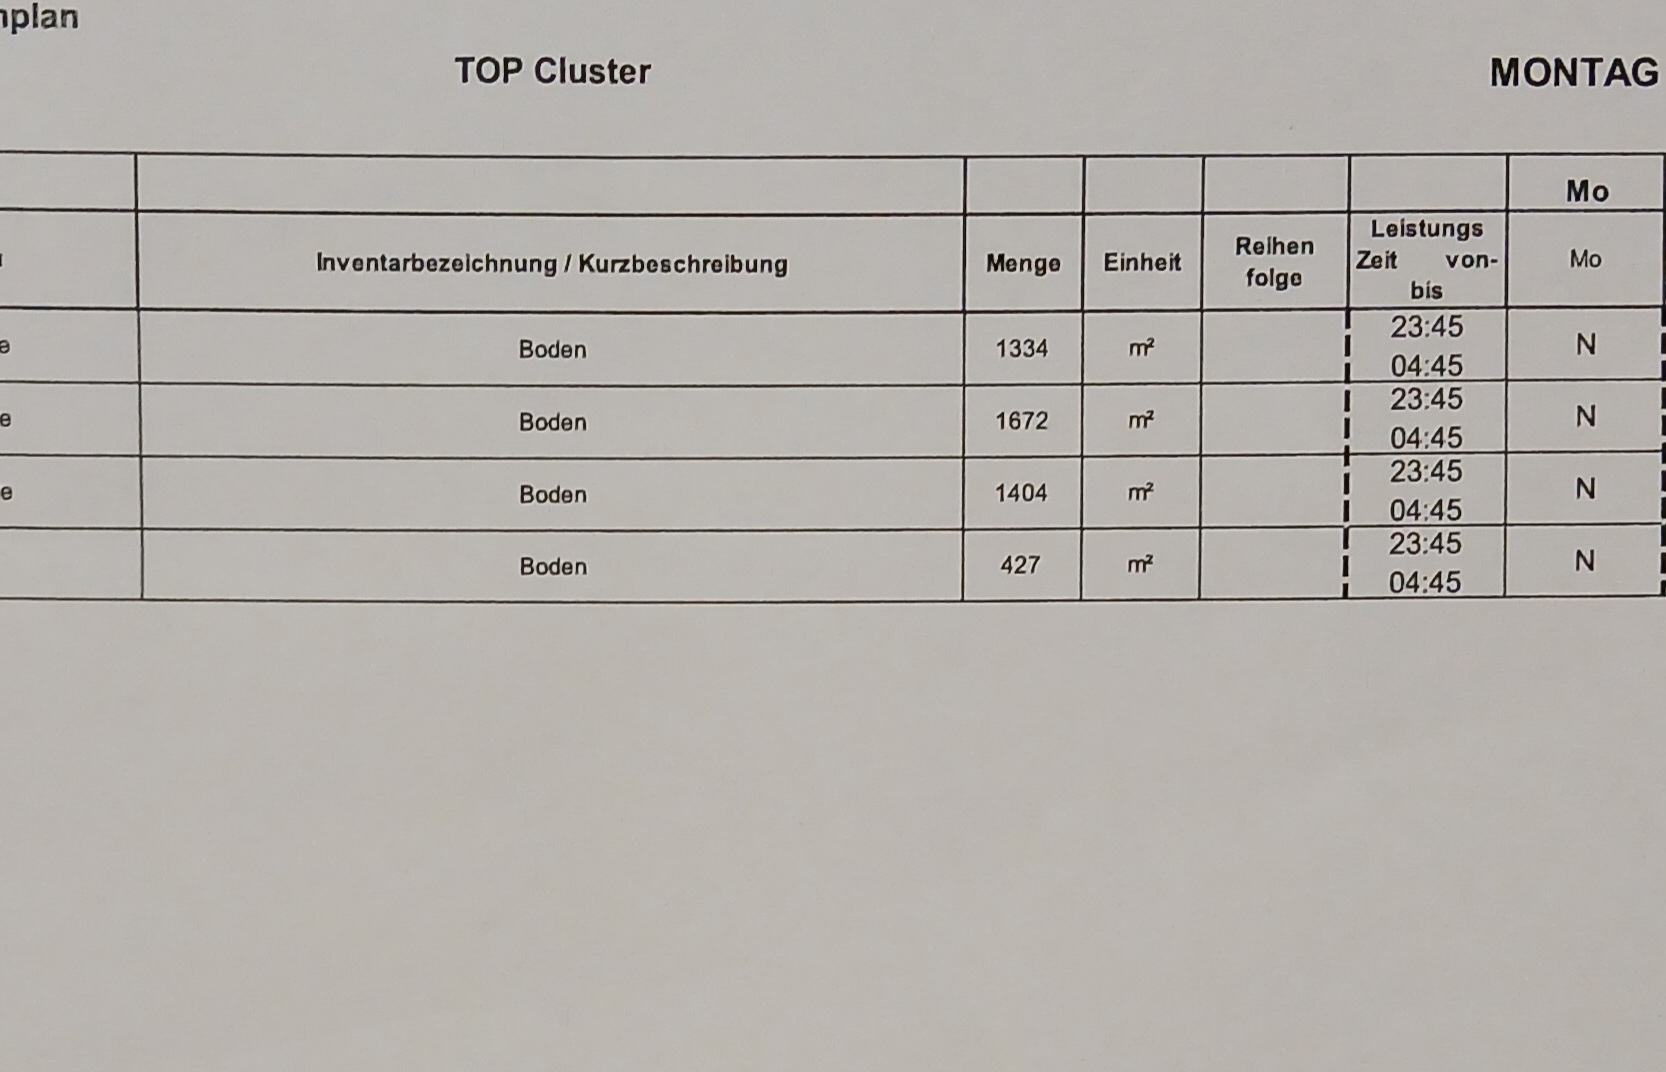 TOP Cluster
MONTAG
Mo
Inventarbezeichnung / Kurzbeschreibung Menge Einheit Reihen folge Leistungs Zeit von- bis Mo
Boden 1334 m² 23:45 04:45 N
Boden 1672 m² 23:45 04:45 N
Boden 1404 m² 23:45 04:45 N
Boden 427 m² 23:45 04:45 N